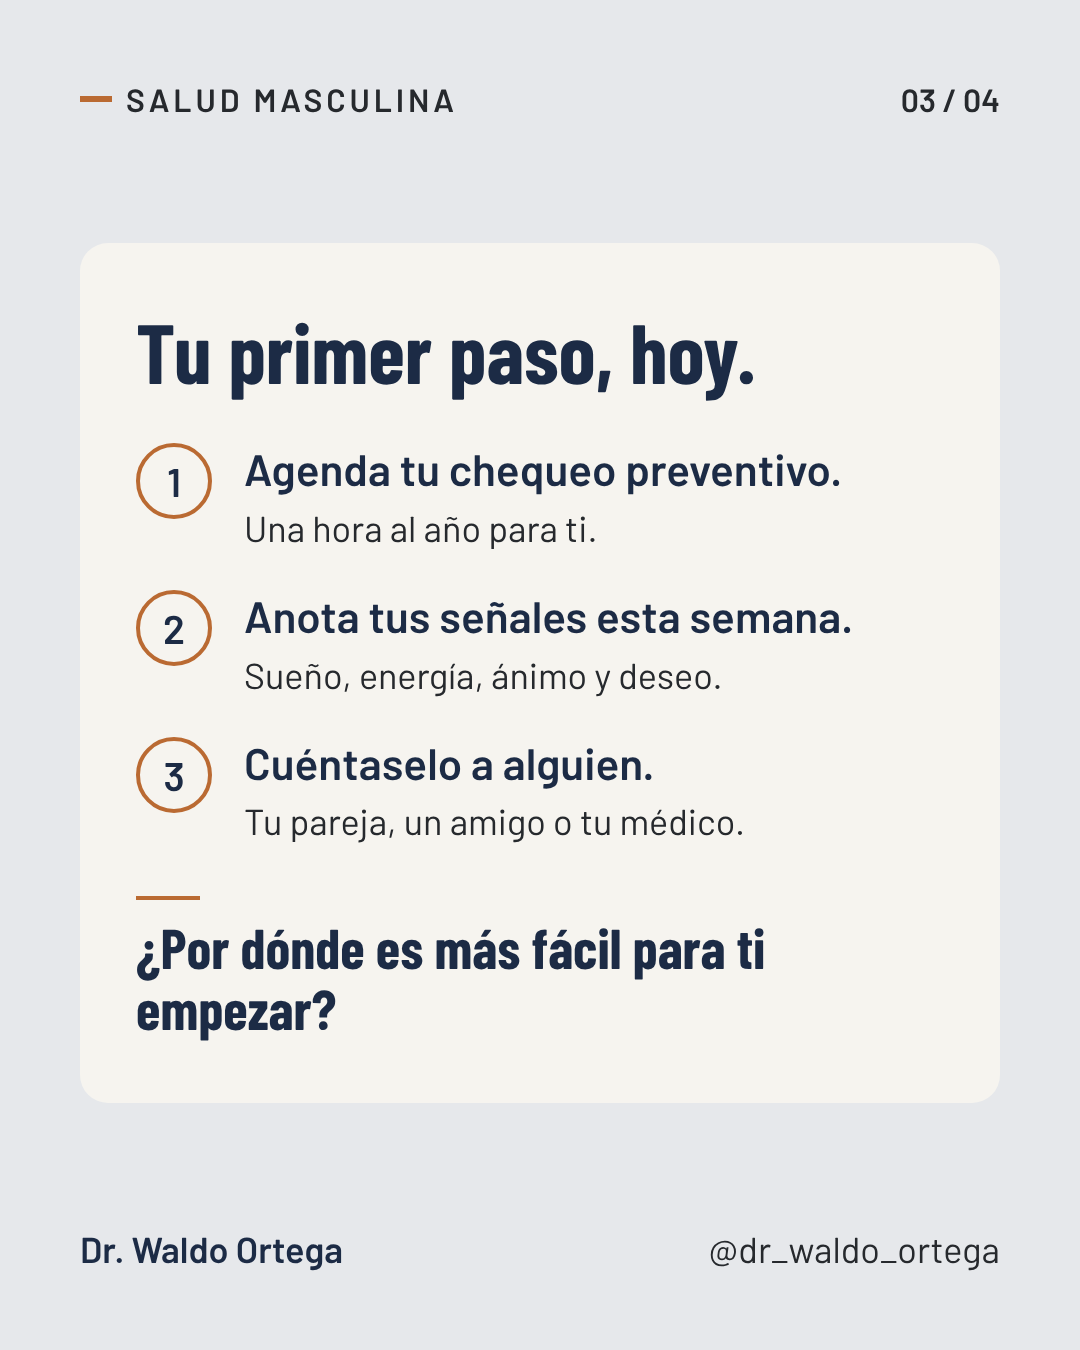 SALUD MASCULINA
03 / 04
Tu primer paso, hoy.
1
Agenda tu chequeo preventivo.
Una hora al año para ti.
2
Anota tus señales esta semana.
Sueño, energía, ánimo y deseo.
3
Cuéntaselo a alguien.
Tu pareja, un amigo o tu médico.
¿Por dónde es más fácil para ti
empezar?
Dr. Waldo Ortega
@dr_waldo_ortega